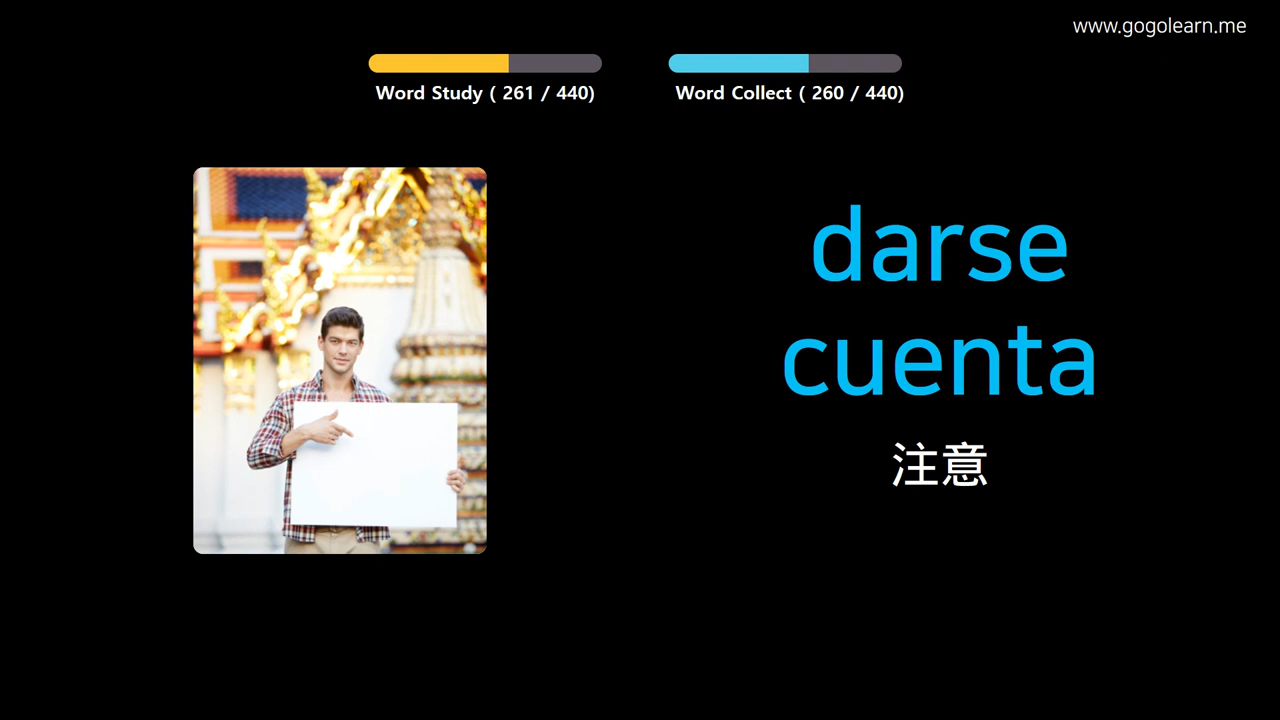 www.gogolearn.me
Word Study ( 261 / 440)
Word Collect ( 260 / 440)
darse
cuenta
注意